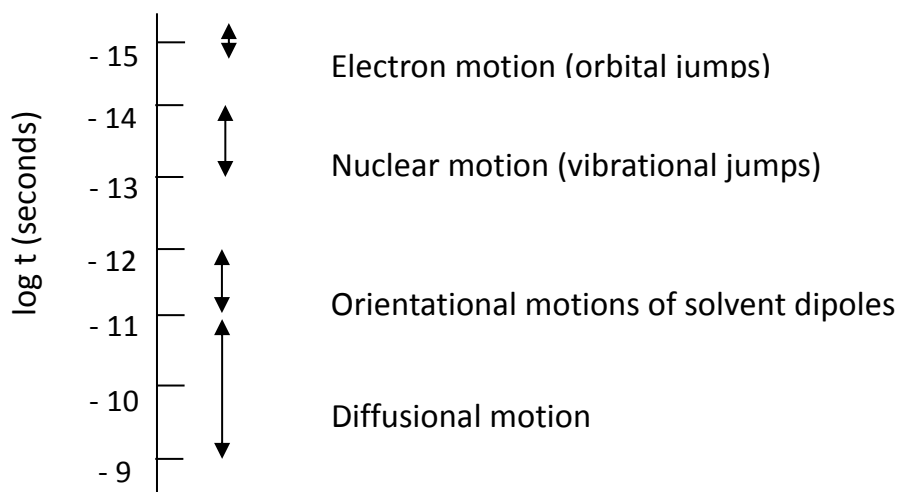 log t (seconds)
- 15
Electron motion (orbital jumps)
- 14
Nuclear motion (vibrational jumps)
- 13
- 12
Orientational motions of solvent dipoles
- 11
- 10
Diffusional motion
- 9